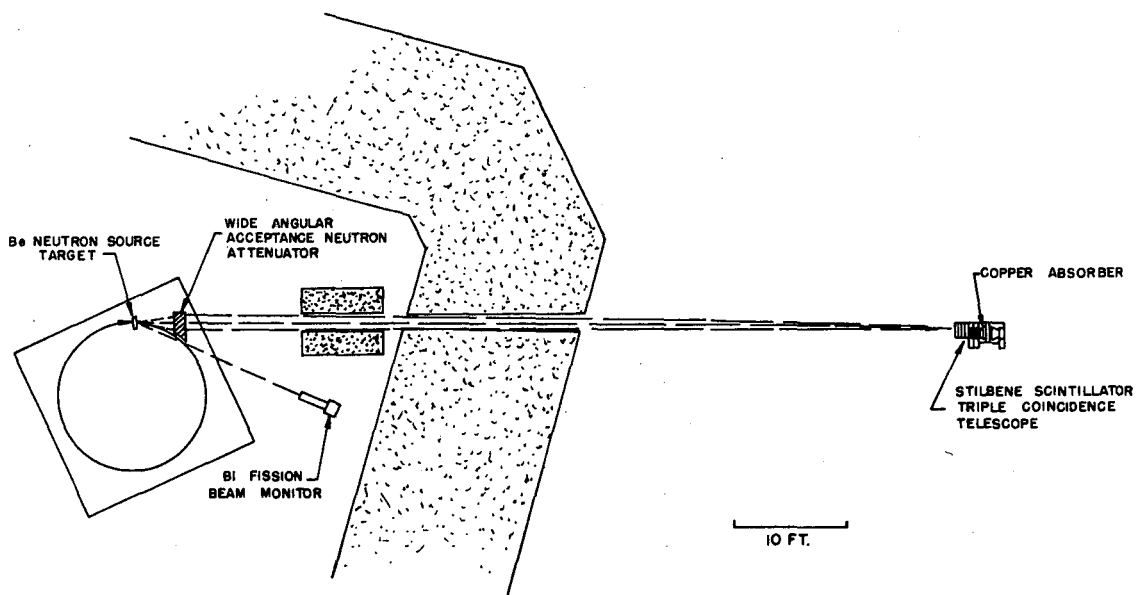 WIDE ANGULAR
ACCEPTANCE NEUTRON
ATTENUATOR
Be NEUTRON SOURCE
TARGET
COPPER ABSORBER
STILBENE SCINTILLATOR
TRIPLE COINCIDENCE
TELESCOPE
BI FISSION
BEAM MONITOR
10 FT.